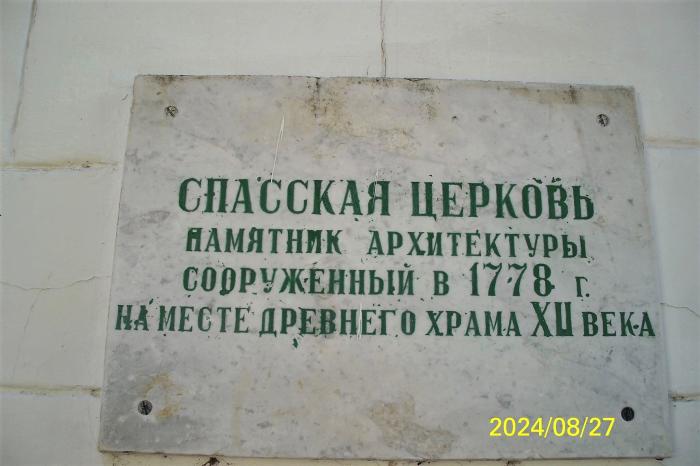 СПАССКАЯ ЦЕРКОВЬ
ПАМЯТНИК АРХИТЕКТУРЫ
СООРУЖЕННЫЙ В 1778 г.
НА МЕСТЕ ДРЕВНЕГО ХРАМА XII ВЕКА
2024/08/27